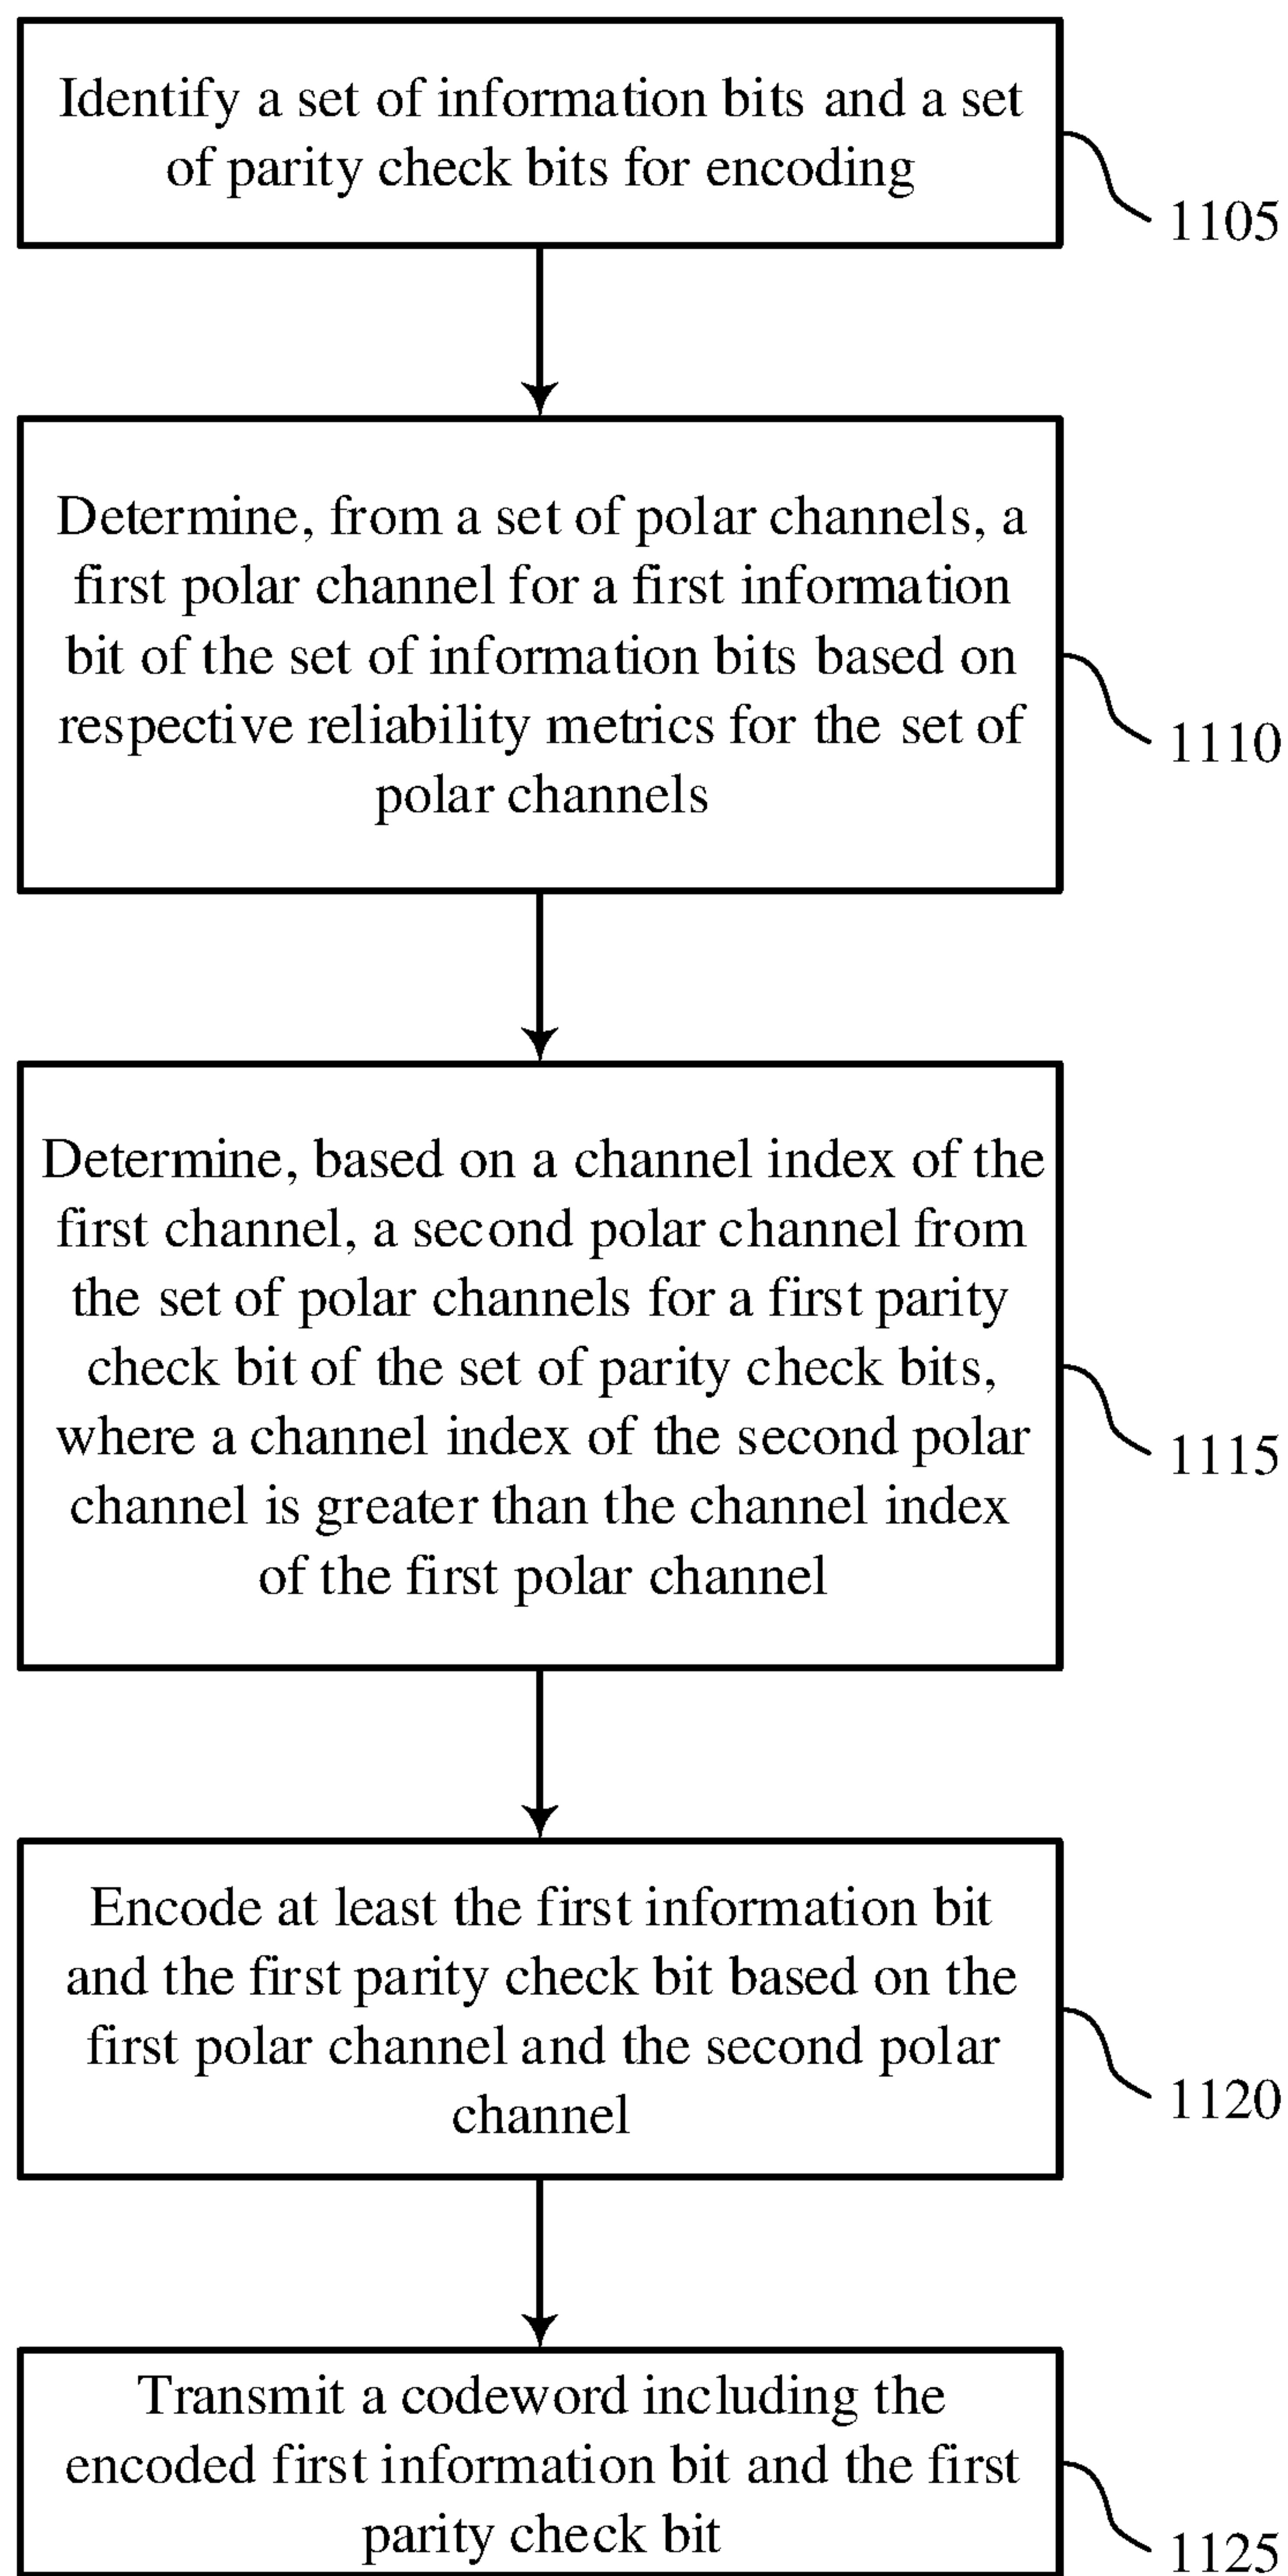 Identify a set of information bits and a set
of parity check bits for encoding
1105
Determine, from a set of polar channels, a
first polar channel for a first information
bit of the set of information bits based on
respective reliability metrics for the set of
polar channels
1110
Determine, based on a channel index of the
first channel, a second polar channel from
the set of polar channels for a first parity
check bit of the set of parity check bits,
where a channel index of the second polar
channel is greater than the channel index
of the first polar channel
1115
Encode at least the first information bit
and the first parity check bit based on the
first polar channel and the second polar
channel
1120
Transmit a codeword including the
encoded first information bit and the first
parity check bit
1125